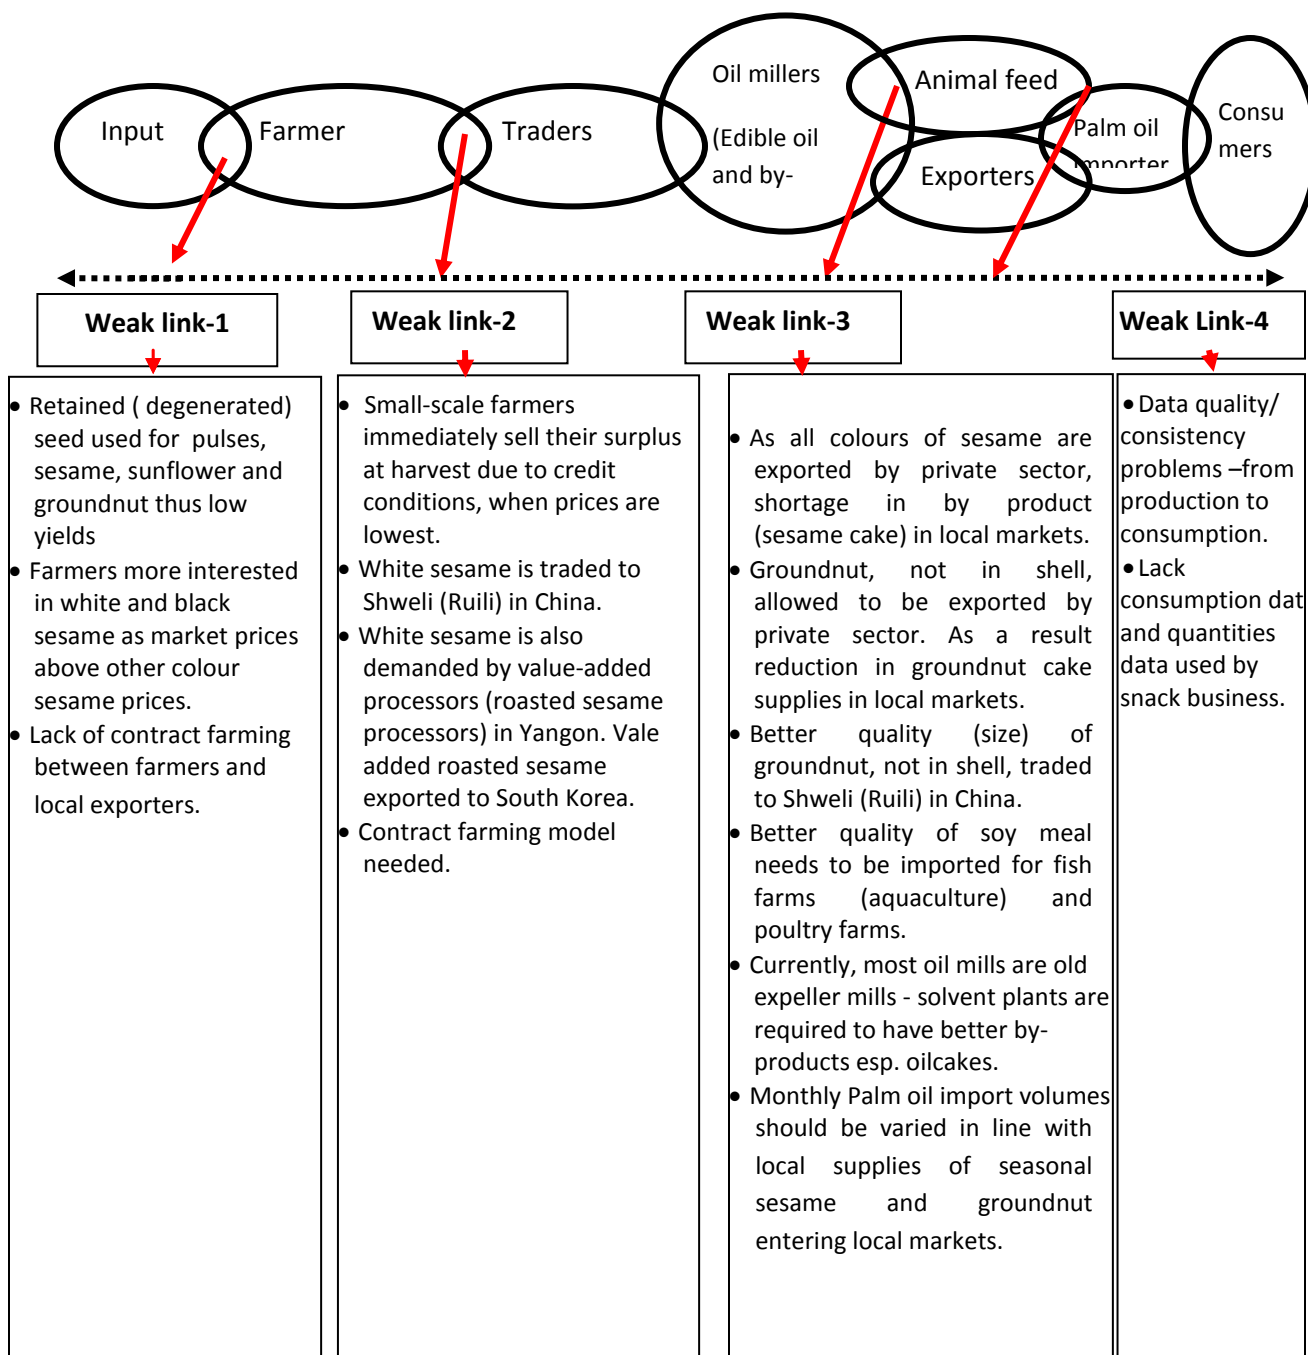 Input
Farmer
Traders
Oil millers
(Edible oil
and by-
Animal feed
Exporters
Palm oil
importer
Consu
mers
Weak link-1
Weak link-2
Weak link-3
Weak Link-4
• Retained ( degenerated)
seed used for pulses,
sesame, sunflower and
groundnut thus low
yields
• Farmers more interested
in white and black
sesame as market prices
above other colour
sesame prices.
• Lack of contract farming
between farmers and
local exporters.
• Small-scale farmers
immediately sell their surplus
at harvest due to credit
conditions, when prices are
lowest.
• White sesame is traded to
Shweli (Ruili) in China.
• White sesame is also
demanded by value-added
processors (roasted sesame
processors) in Yangon. Vale
added roasted sesame
exported to South Korea.
• Contract farming model
needed.
• As all colours of sesame are
exported by private sector,
shortage in by product
(sesame cake) in local markets.
• Groundnut, not in shell,
allowed to be exported by
private sector. As a result
reduction in groundnut cake
supplies in local markets.
• Better quality (size) of
groundnut, not in shell, traded
to Shweli (Ruili) in China.
• Better quality of soy meal
needs to be imported for fish
farms (aquaculture) and
poultry farms.
• Currently, most oil mills are old
expeller mills - solvent plants are
required to have better by-
products esp. oilcakes.
• Monthly Palm oil import volumes
should be varied in line with
local supplies of seasonal
sesame and groundnut
entering local markets.
• Data quality/
consistency
problems –from
production to
consumption.
• Lack
consumption dat
and quantities
data used by
snack business.